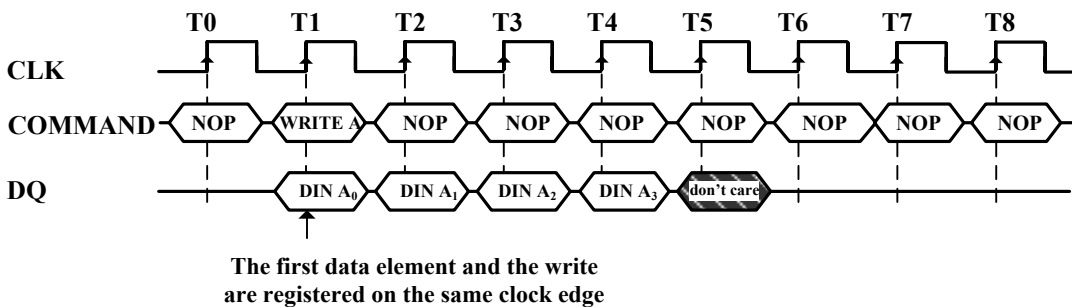 T0 T1 T2 T3 T4 T5 T6 T7 T8
CLK
COMMAND NOP WRITE A NOP NOP NOP NOP NOP NOP NOP
DQ DIN A0 DIN A1 DIN A2 DIN A3 don't care
The first data element and the write
are registered on the same clock edge